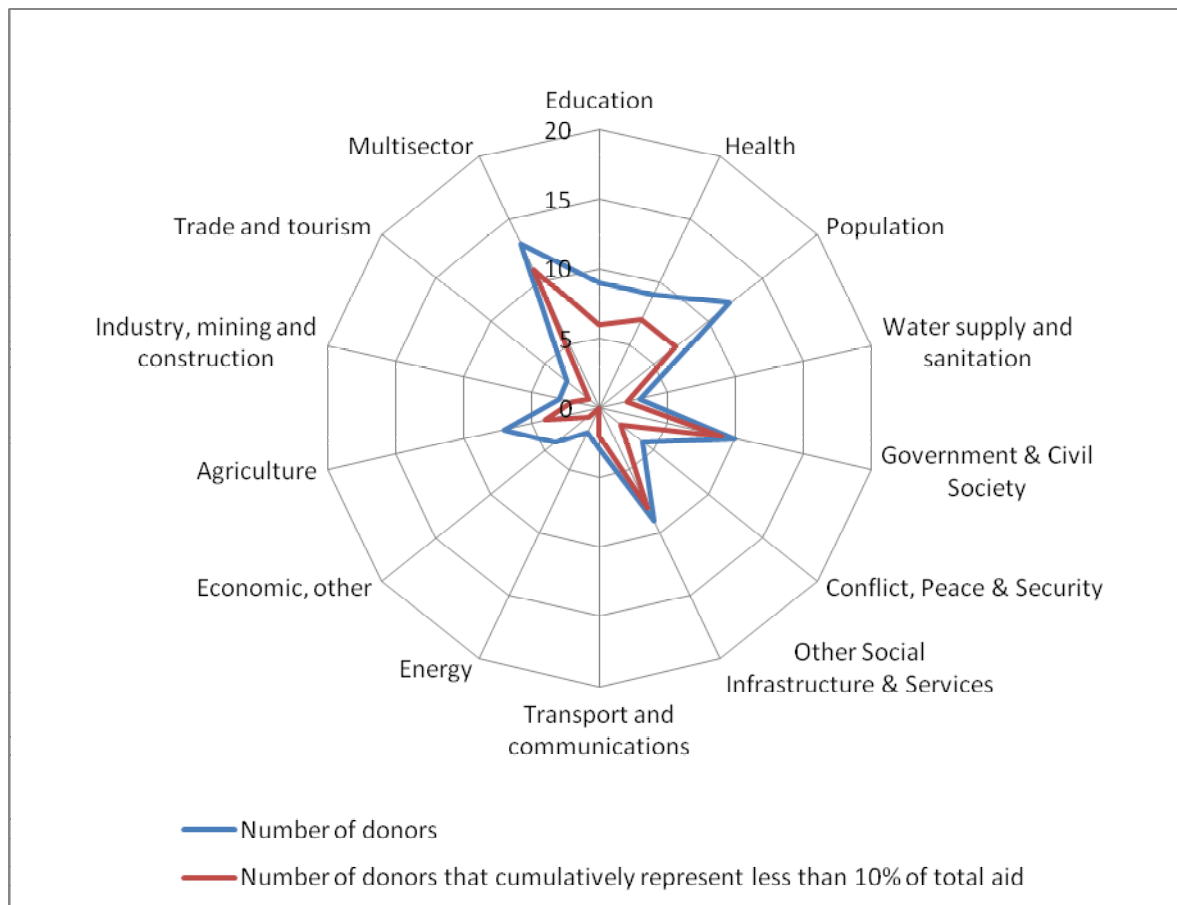 Education
20
Multisector
Health
15
Trade and tourism
Population
10
Industry, mining and
construction
Water supply and
sanitation
5
0
Agriculture
Government & Civil
Society
Economic, other
Conflict, Peace & Security
Energy
Other Social
Infrastructure & Services
Transport and
communications
Number of donors
Number of donors that cumulatively represent less than 10% of total aid